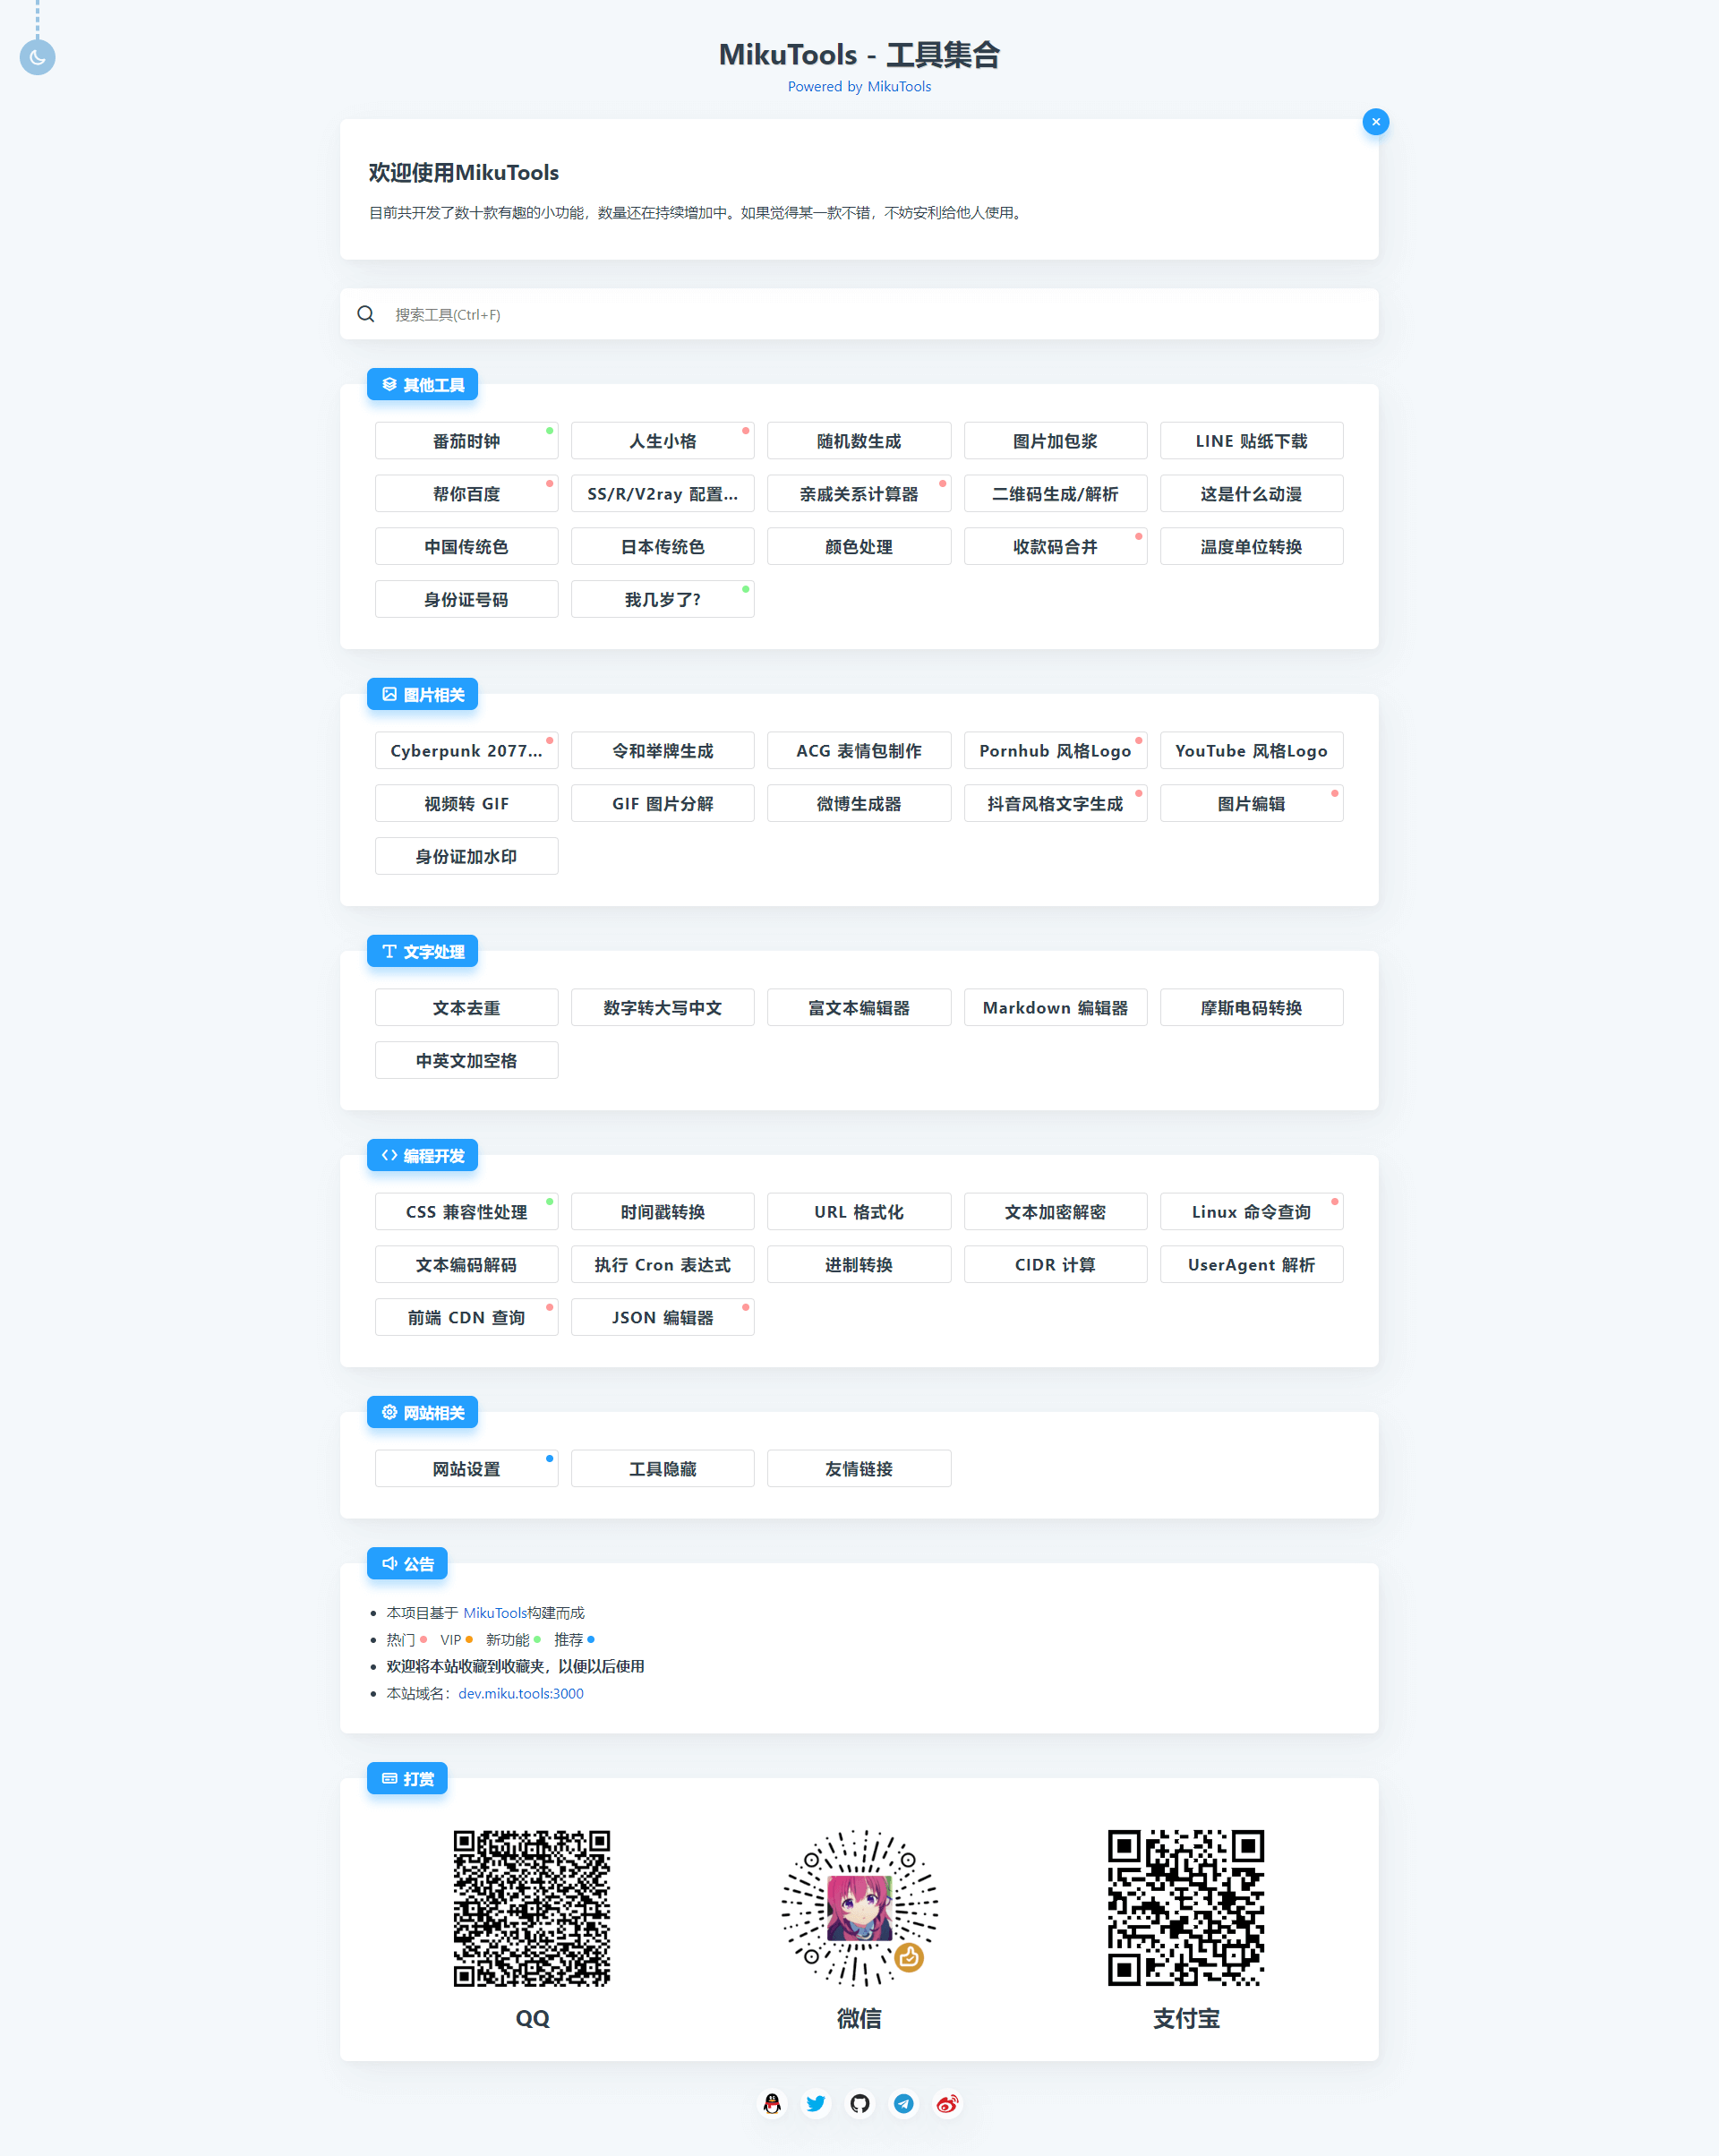 MikuTools - 工具集合
Powered by MikuTools
欢迎使用MikuTools
目前共开发了数十款有趣的小功能，数量还在持续增加中。如果觉得某一款不错，不妨安利给他人使用。
搜索工具(Ctrl+F)
其他工具
番茄时钟 人生小格 随机数生成 图片加包浆 LINE 贴纸下载
帮你百度 SS/R/V2ray 配置... 亲戚关系计算器 二维码生成/解析 这是什么动漫
中国传统色 日本传统色 颜色处理 收款码合并 温度单位转换
身份证号码 我几岁了?
图片相关
Cyberpunk 2077... 令和举牌生成 ACG 表情包制作 Pornhub 风格Logo YouTube 风格Logo
视频转 GIF GIF 图片分解 微博生成器 抖音风格文字生成 图片编辑
身份证加水印
文字处理
文本去重 数字转大写中文 富文本编辑器 Markdown 编辑器 摩斯电码转换
中英文加空格
编程开发
CSS 兼容性处理 时间戳转换 URL 格式化 文本加密解密 Linux 命令查询
文本编码解码 执行 Cron 表达式 进制转换 CIDR 计算 UserAgent 解析
前端 CDN 查询 JSON 编辑器
网站相关
网站设置 工具隐藏 友情链接
公告
本项目基于 MikuTools构建而成
热门 VIP 新功能 推荐
欢迎将本站收藏到收藏夹，以便以后使用
本站域名：dev.miku.tools:3000
打赏
QQ 微信 支付宝